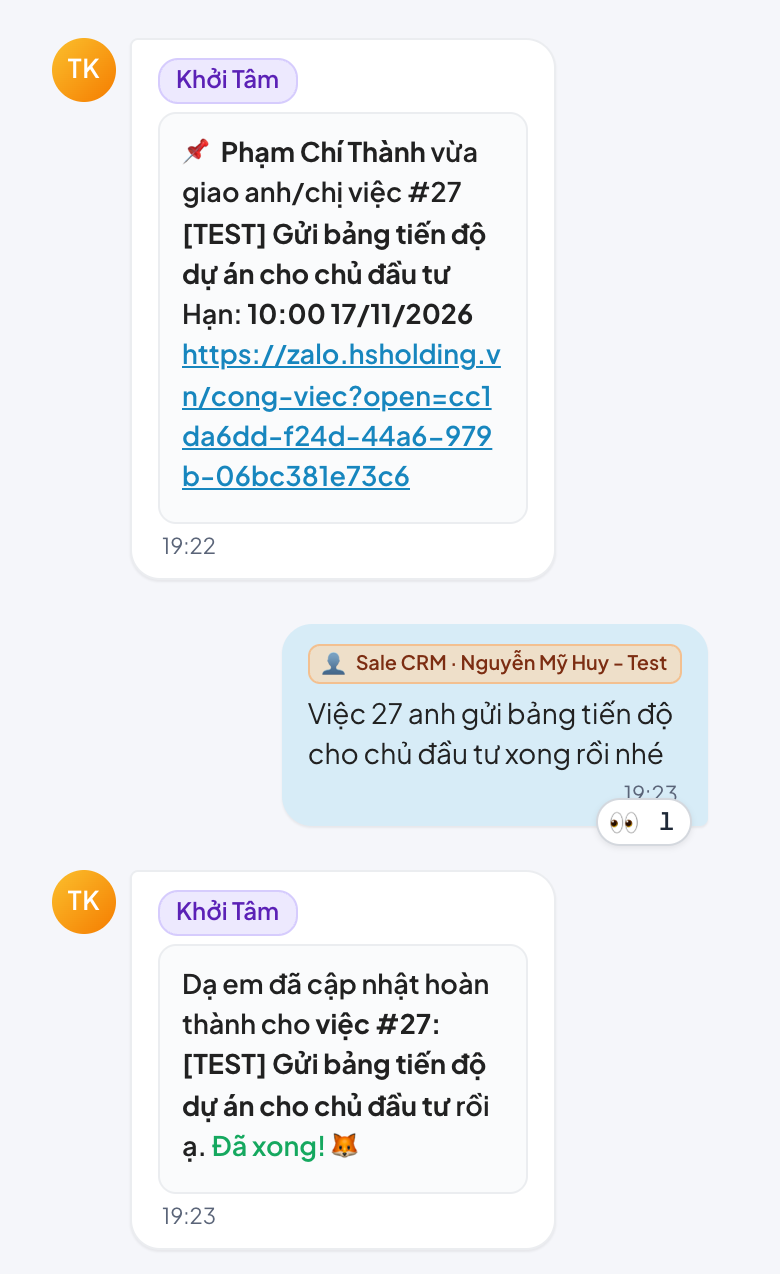 TK
Khởi Tâm
📌 Phạm Chí Thành vừa
giao anh/chị việc #27
[TEST] Gửi bảng tiến độ
dự án cho chủ đầu tư
Hạn: 10:00 17/11/2026
https://zalo.hsholding.v
n/cong-viec?open=cc1
da6dd-f24d-44a6-979
b-06bc381e73c6
19:22
👤 Sale CRM · Nguyễn Mỹ Huy - Test
Việc 27 anh gửi bảng tiến độ
cho chủ đầu tư xong rồi nhé
19:23
👀 1
TK
Khởi Tâm
Dạ em đã cập nhật hoàn
thành cho việc #27:
[TEST] Gửi bảng tiến độ
dự án cho chủ đầu tư rồi
ạ. Đã xong! 🦊
19:23